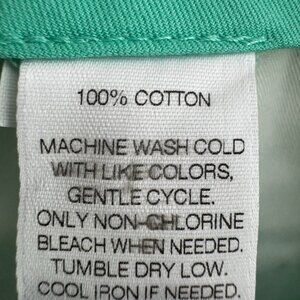 100% COTTON
MACHINE WASH COLD
WITH LIKE COLORS,
GENTLE CYCLE.
ONLY NON-CHLORINE
BLEACH WHEN NEEDED.
TUMBLE DRY LOW.
COOL IRON IF NEEDED.